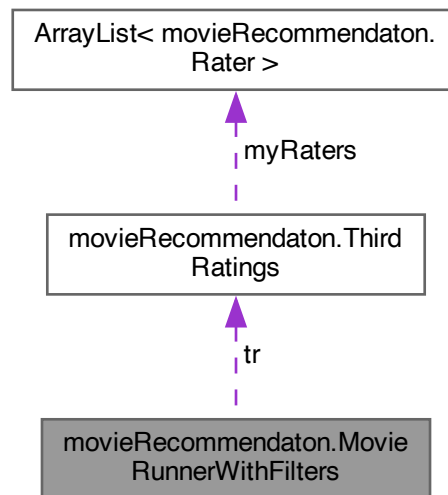 ArrayList< movieRecommendaton.
Rater >
myRaters
movieRecommendaton.Third
Ratings
tr
movieRecommendaton.Movie
RunnerWithFilters